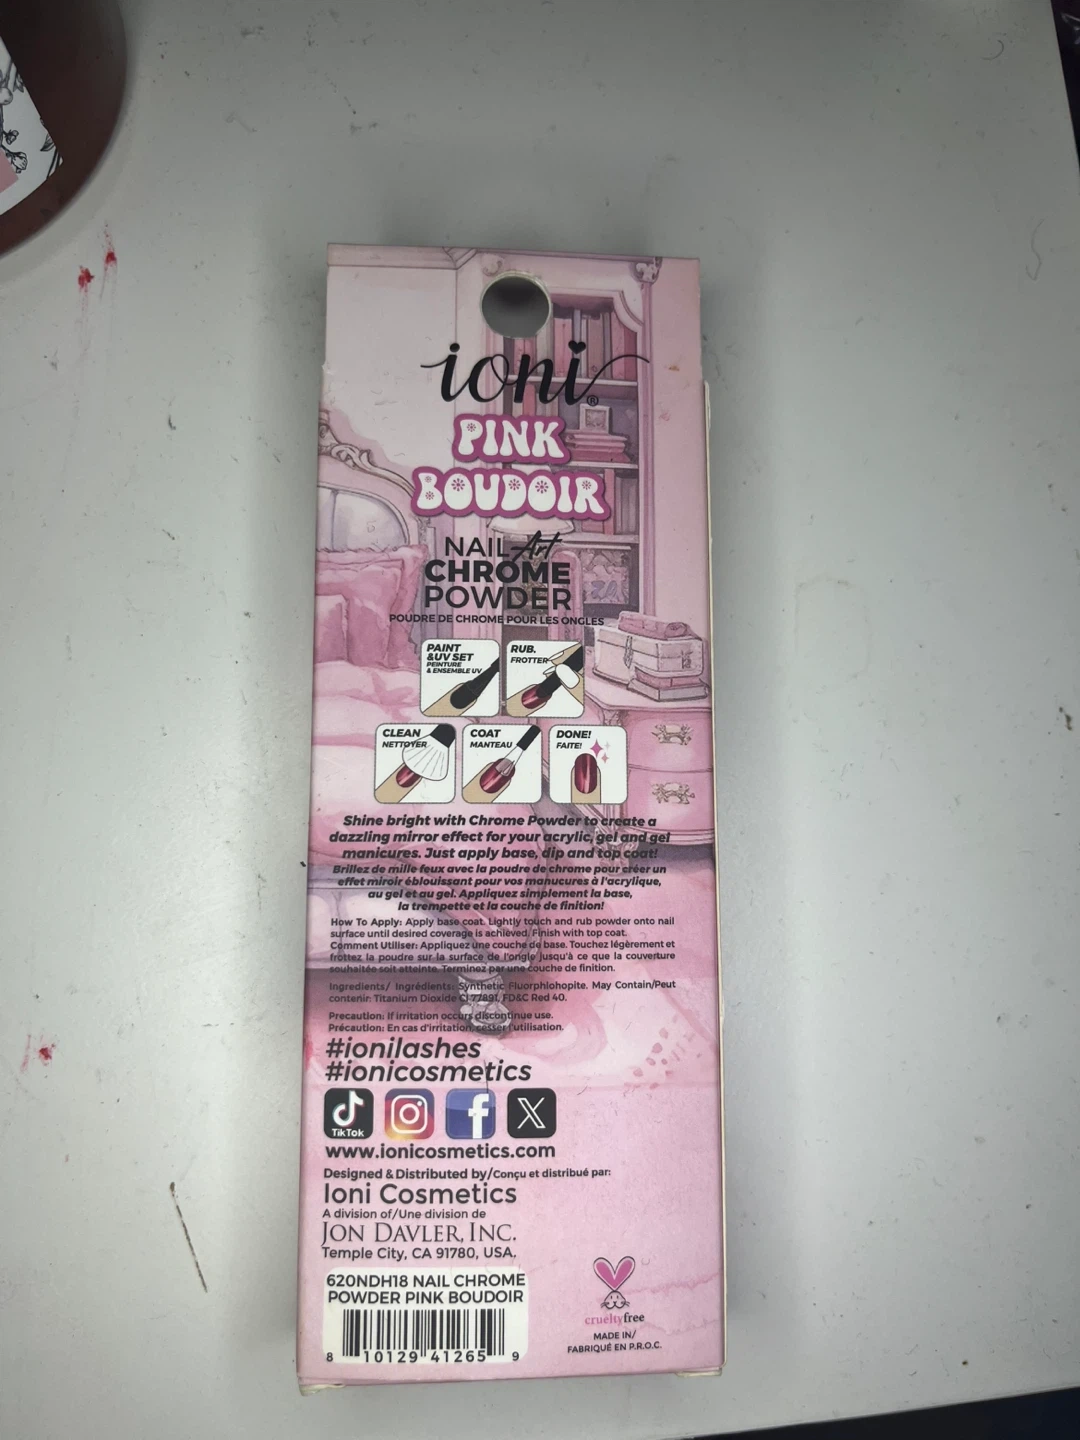 ioni®
PINK
BOUDOIR
NAIL Art
CHROME
POWDER
POUDRE DE CHROME POUR LES ONGLES
PAINT
&UV SET
PEINTURE
& ENSEMBLE UV
RUB.
FROTTER
CLEAN
NETTOYER
COAT
MANTEAU
DONE!
FAITE!
Shine bright with Chrome Powder to create a
dazzling mirror effect for your acrylic, gel and gel
manicures. Just apply base, dip and top coat!
Brillez de mille feux avec la poudre de chrome pour créer un
effet miroir éblouissant pour vos manucures à l'acrylique,
au gel et au gel. Appliquez simplement la base,
la trempette et la couche de finition!
How To Apply: Apply base coat. Lightly touch and rub powder onto nail
surface until desired coverage is achieved. Finish with top coat.
Comment Utiliser: Appliquez une couche de base. Touchez légèrement et
frottez la poudre sur la surface de l'ongle jusqu'à ce que la couverture
souhaitée soit atteinte. Terminez par une couche de finition.
Ingredients/ Ingrédients: Synthetic Fluorphlohopite. May Contain/Peut
contenir: Titanium Dioxide CI 77891, FD&C Red 40.
Precaution: If irritation occurs discontinue use.
Précaution: En cas d'irritation, cesser l'utilisation.
#ionilashes
#ionicosmetics
TikTok
www.ionicosmetics.com
Designed & Distributed by/Conçu et distribué par:
Ioni Cosmetics
A division of/Une division de
JON DAVLER, INC.
Temple City, CA 91780, USA.
620NDH18 NAIL CHROME
POWDER PINK BOUDOIR
8 10129 41265 9
crueltyfree
MADE IN/
FABRIQUÉ EN P.R.O.C.